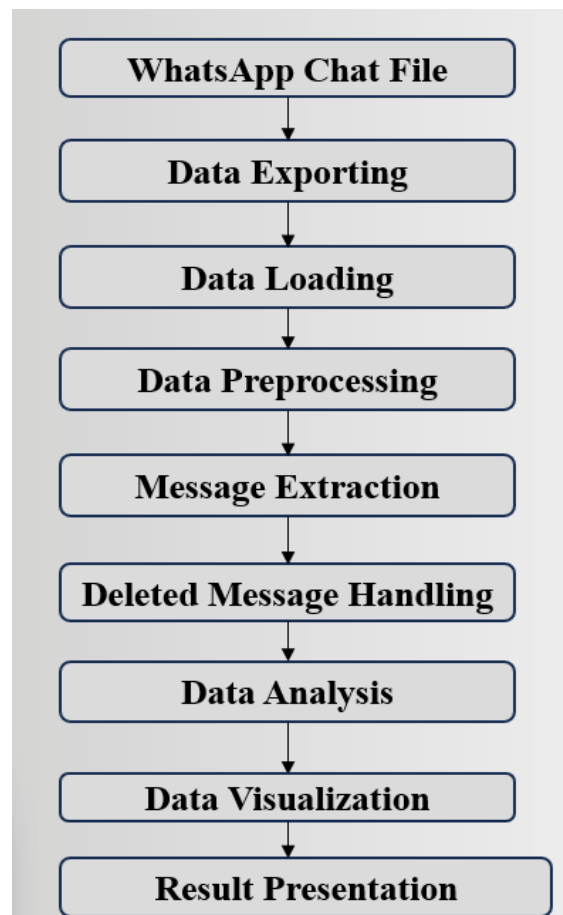 WhatsApp Chat File
Data Exporting
Data Loading
Data Preprocessing
Message Extraction
Deleted Message Handling
Data Analysis
Data Visualization
Result Presentation